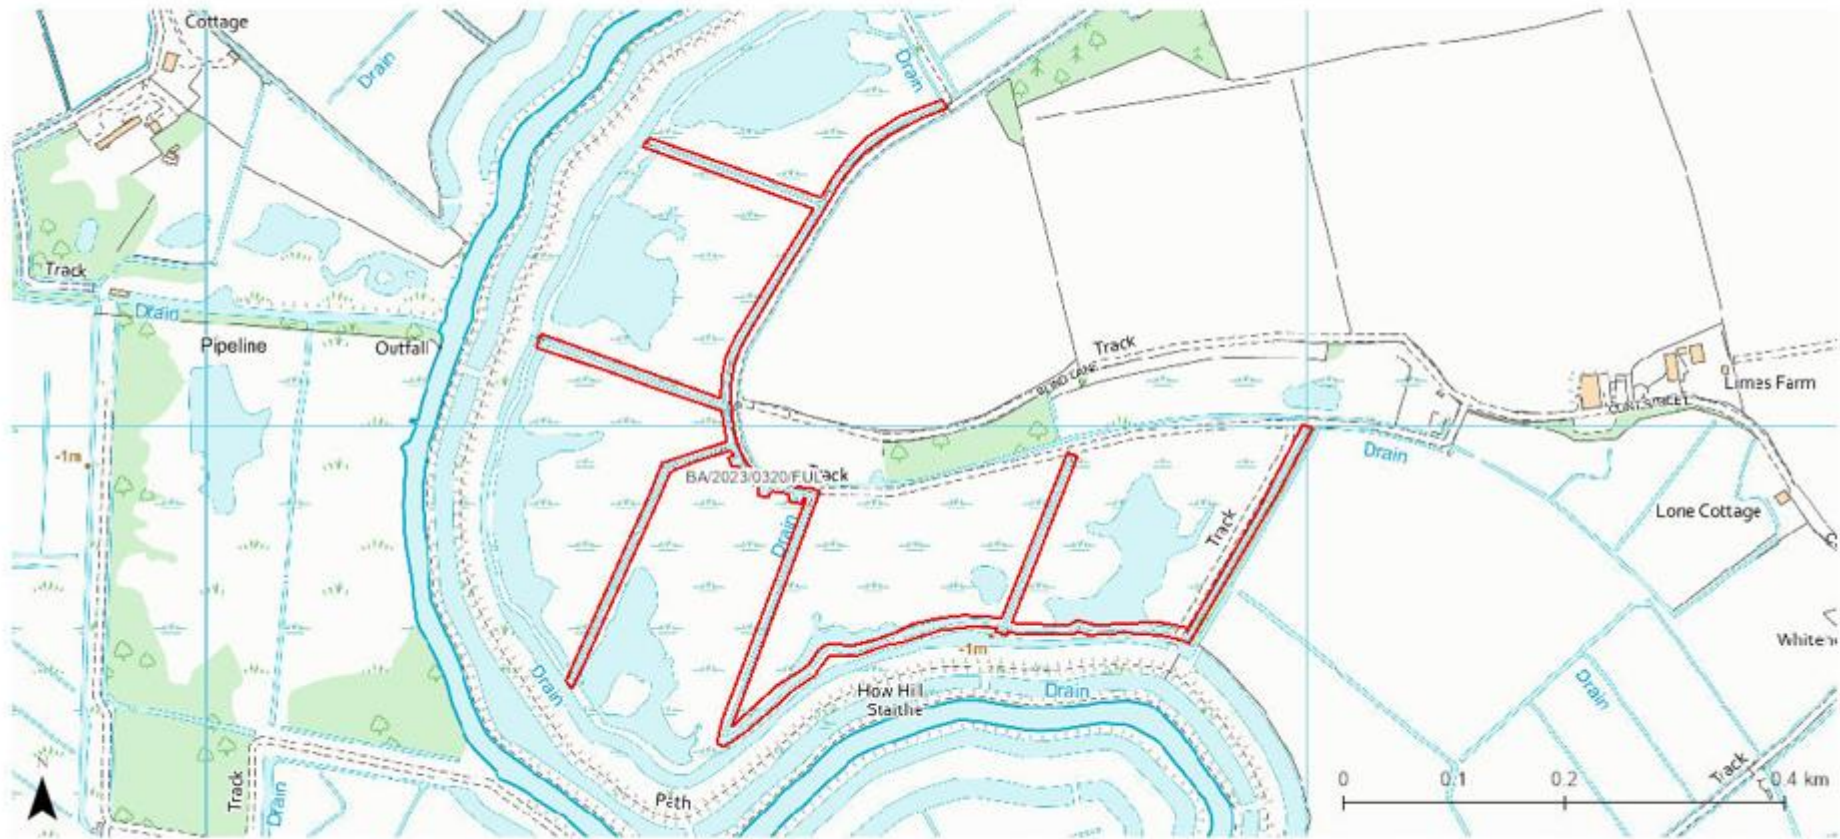 Cottage
Drain
Drain
Track
Drain
Pipeline
Outfall
Track
BLIND LANE
Limes Farm
-1m
BA/2023/0320/FUL
Track
Drain
Drain
Track
Lone Cottage
-1m
How Hill
Staithe
Drain
Drain
Drain
Track
Drain
Path
Track
0 0.1 0.2 0.4 km